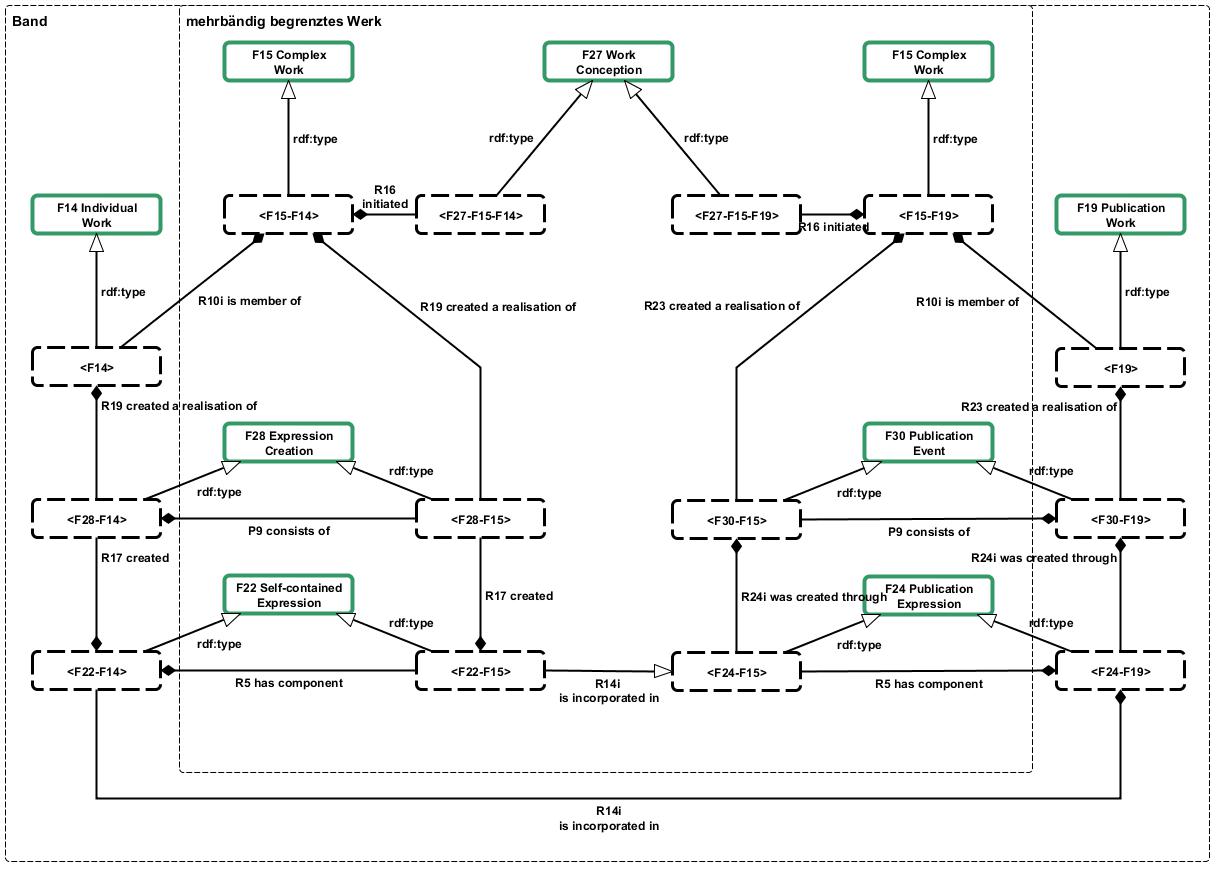 Band
mehrbändig begrenztes Werk
F15 Complex
Work
F27 Work
Conception
F15 Complex
Work
rdf:type
rdf:type
rdf:type
rdf:type
R16
initiated
F14 Individual
Work
<F15-F14>
<F27-F15-F14>
<F27-F15-F19>
R16 initiated
<F15-F19>
F19 Publication
Work
rdf:type
R10i is member of
R19 created a realisation of
R23 created a realisation of
R10i is member of
rdf:type
<F14>
<F19>
R19 created a realisation of
R23 created a realisation of
F28 Expression
Creation
F30 Publication
Event
rdf:type
rdf:type
rdf:type
rdf:type
<F28-F14>
P9 consists of
<F28-F15>
<F30-F15>
P9 consists of
<F30-F19>
R17 created
R24i was created through
F22 Self-contained
Expression
R17 created
R24i was created through
F24 Publication
Expression
rdf:type
rdf:type
rdf:type
rdf:type
<F22-F14>
R5 has component
<F22-F15>
R14i
is incorporated in
<F24-F15>
R5 has component
<F24-F19>
R14i
is incorporated in